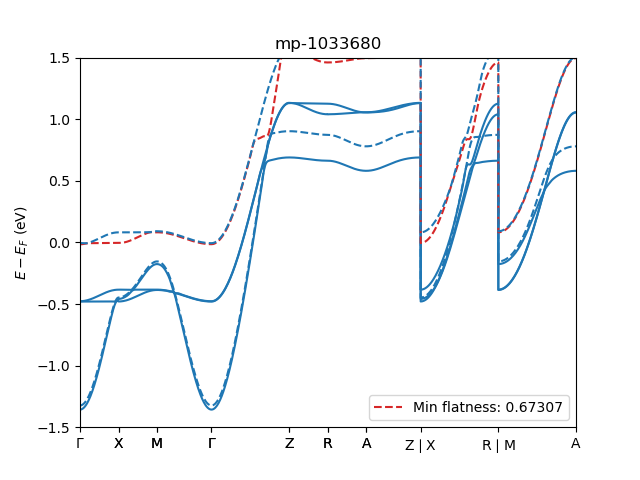 mp-1033680
1.5
1.0
0.5
0.0
−0.5
−1.0
−1.5
E − E_F (eV)
Min flatness: 0.67307
Γ X M Γ Z R A Z | X R | M A